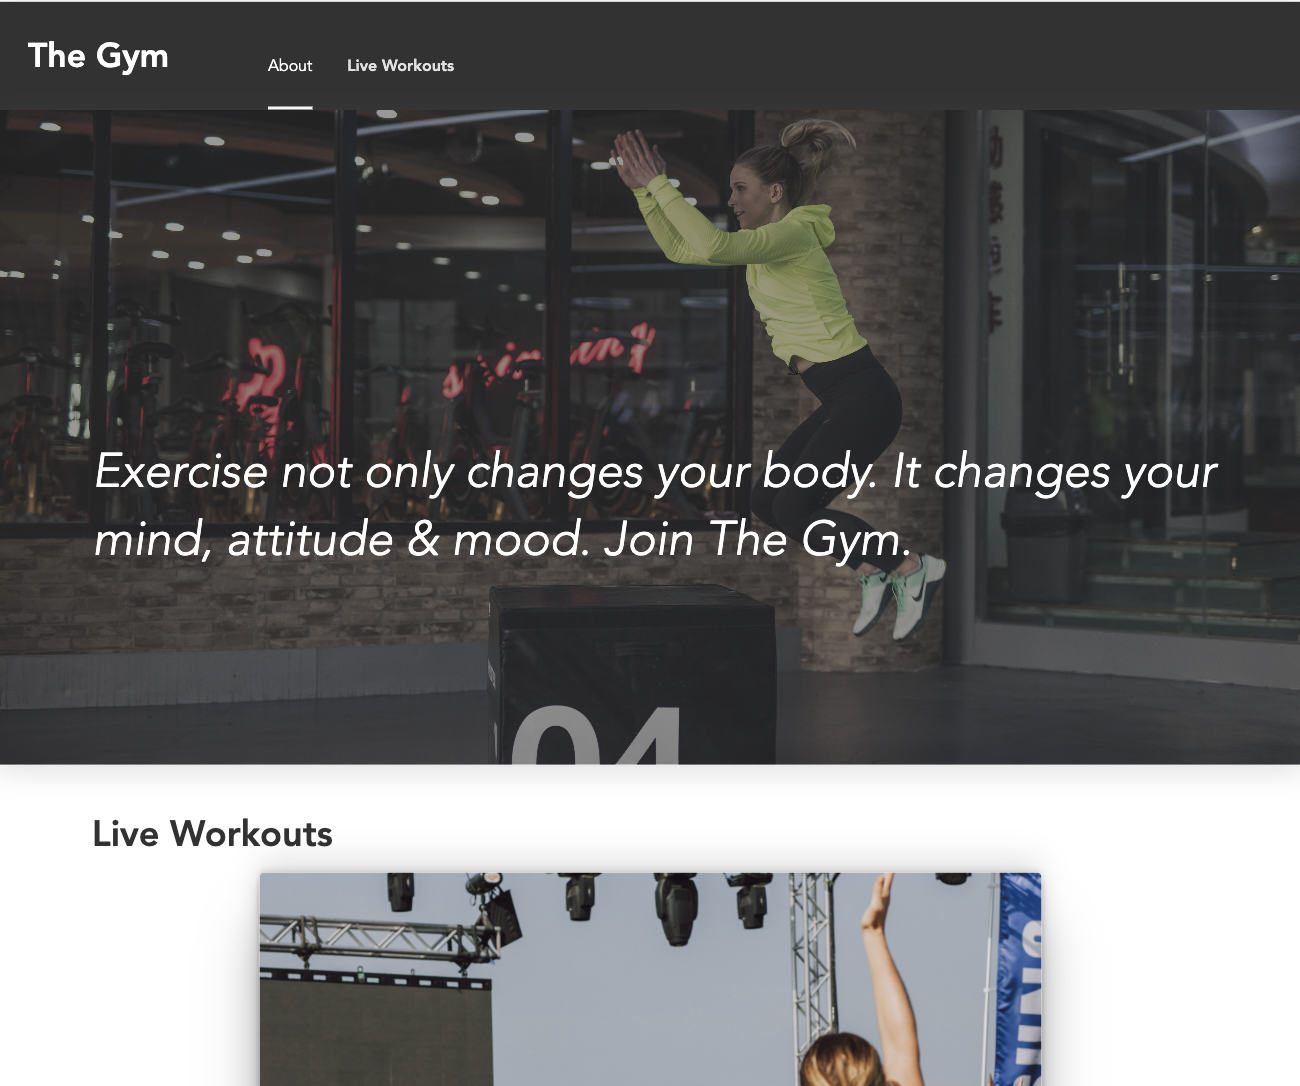 The Gym
About Live Workouts
spinning
Exercise not only changes your body. It changes your
mind, attitude & mood. Join The Gym.
04
Live Workouts